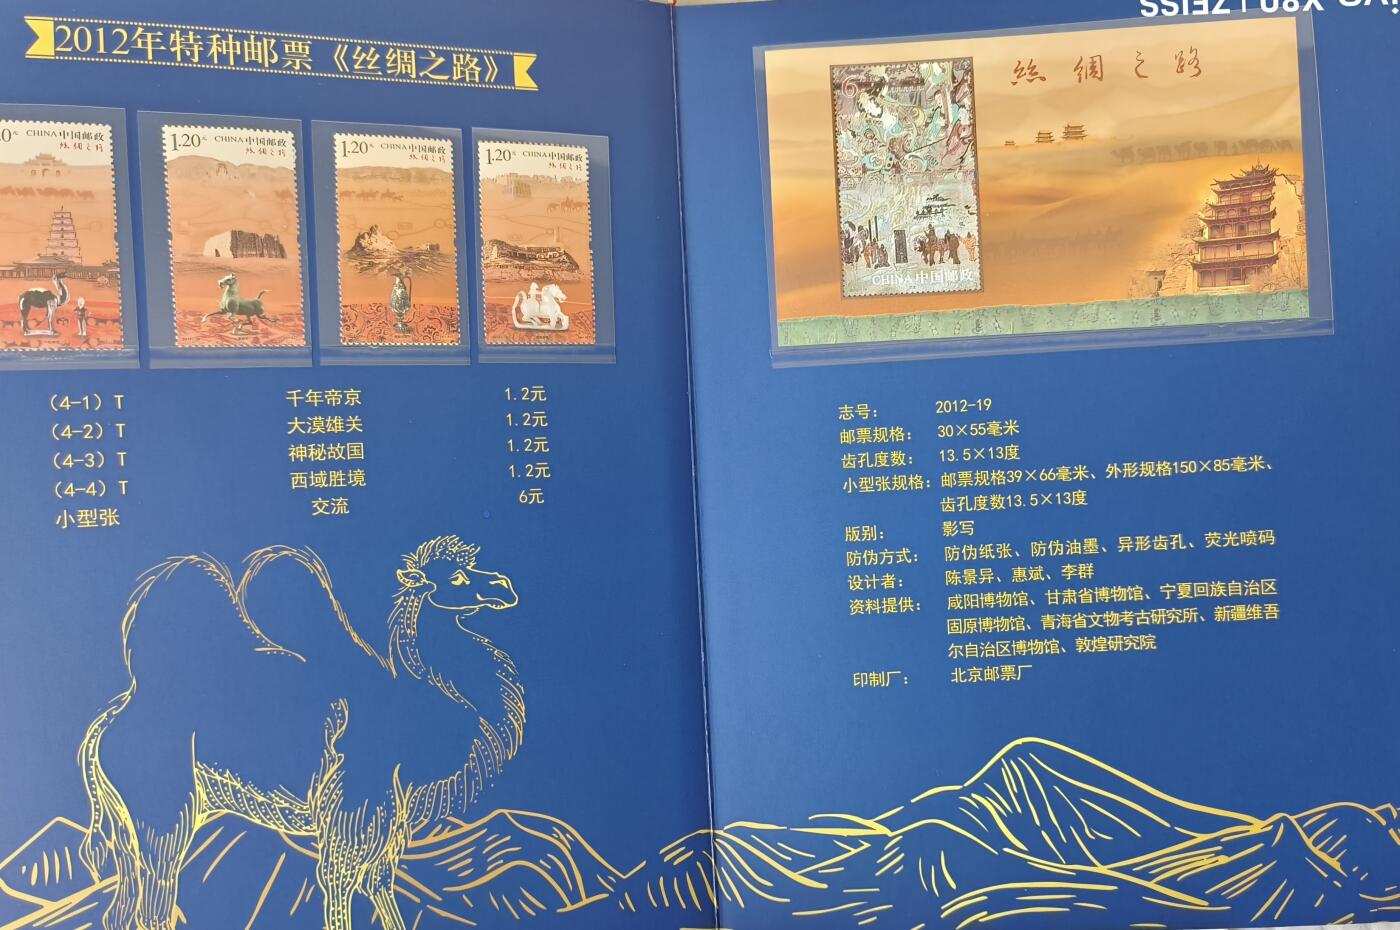 2012年特种邮票《丝绸之路》
CHINA中国邮政
絲綢之路
1.20元 CHINA中国邮政
絲綢之路
1.20元 CHINA中国邮政
絲綢之路
1.20元 CHINA中国邮政
絲綢之路
(4-1) T 千年帝京 1.2元
(4-2) T 大漠雄关 1.2元
(4-3) T 神秘故国 1.2元
(4-4) T 西域胜境 1.2元
小型张 交流 6元
X80 | ZEISS
絲綢之路
6元
CHINA中国邮政
志号: 2012-19
邮票规格: 30×55毫米
齿孔度数: 13.5×13度
小型张规格: 邮票规格39×66毫米、外形规格150×85毫米、
齿孔度数13.5×13度
版别: 影写
防伪方式: 防伪纸张、防伪油墨、异形齿孔、荧光喷码
设计者: 陈景异、惠斌、李群
资料提供: 咸阳博物馆、甘肃省博物馆、宁夏回族自治区
固原博物馆、青海省文物考古研究所、新疆维吾
尔自治区博物馆、敦煌研究院
印制厂: 北京邮票厂